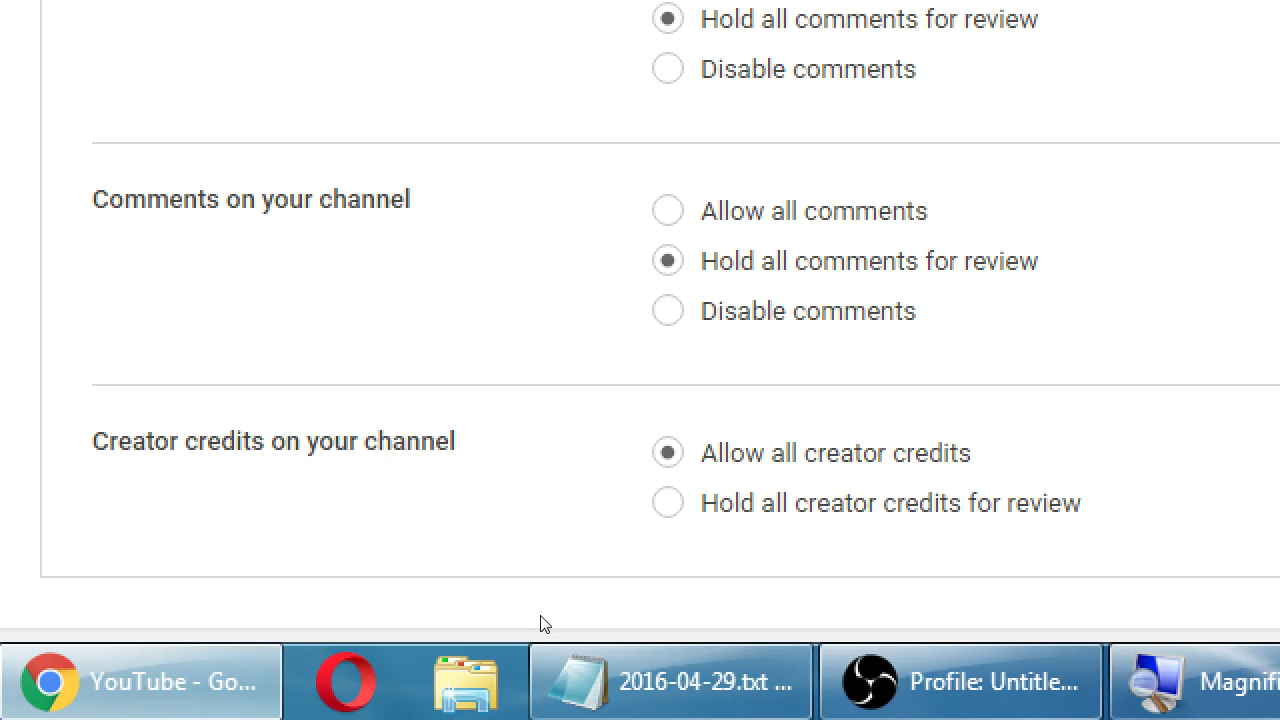 Hold all comments for review
Disable comments
Comments on your channel
Allow all comments
Hold all comments for review
Disable comments
Creator credits on your channel
Allow all creator credits
Hold all creator credits for review
YouTube - Go...
2016-04-29.txt ...
Profile: Untitle...
Magnifi